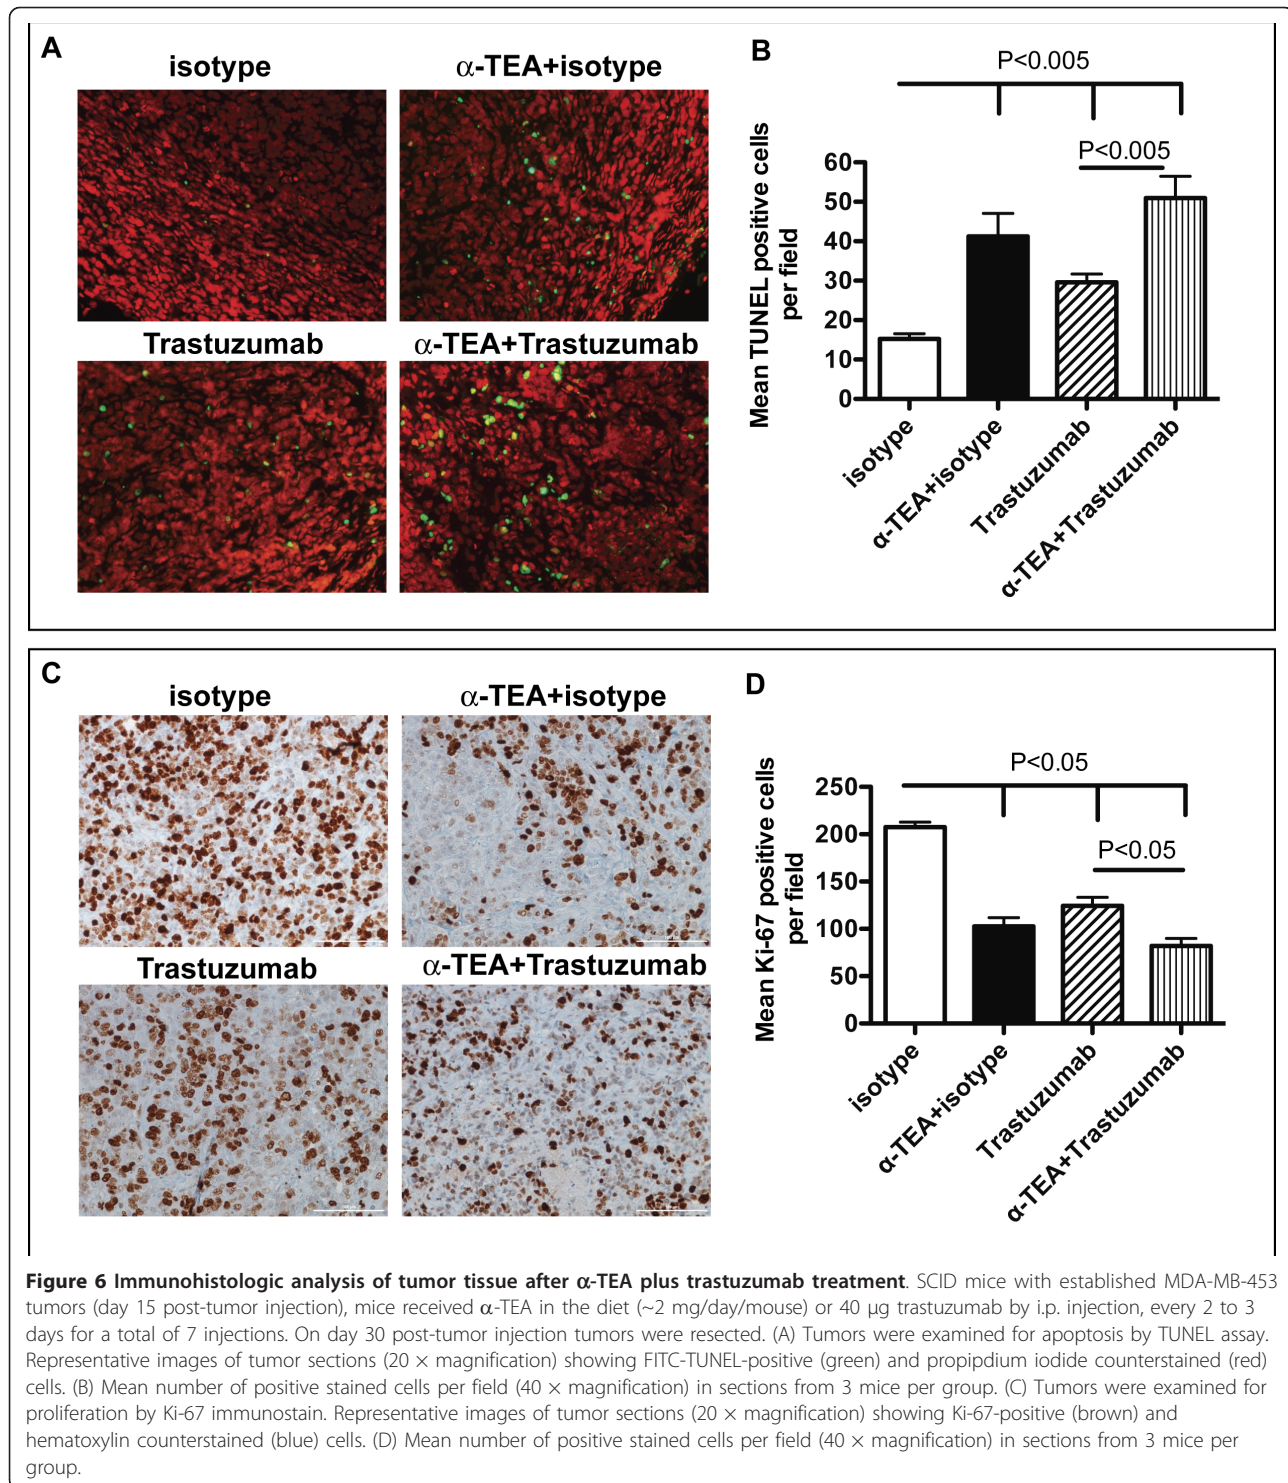 A
isotype
α-TEA+isotype
Trastuzumab
α-TEA+Trastuzumab
B
P<0.005
P<0.005
Mean TUNEL positive cells
per field
60
50
40
30
20
10
0
isotype
α-TEA+isotype
Trastuzumab
α-TEA+Trastuzumab
C
isotype
α-TEA+isotype
Trastuzumab
α-TEA+Trastuzumab
D
P<0.05
P<0.05
Mean Ki-67 positive cells
per field
250
200
150
100
50
0
isotype
α-TEA+isotype
Trastuzumab
α-TEA+Trastuzumab
Figure 6 Immunohistologic analysis of tumor tissue after α-TEA plus trastuzumab treatment. SCID mice with established MDA-MB-453
tumors (day 15 post-tumor injection), mice received α-TEA in the diet (~2 mg/day/mouse) or 40 μg trastuzumab by i.p. injection, every 2 to 3
days for a total of 7 injections. On day 30 post-tumor injection tumors were resected. (A) Tumors were examined for apoptosis by TUNEL assay.
Representative images of tumor sections (20 × magnification) showing FITC-TUNEL-positive (green) and propipdium iodide counterstained (red)
cells. (B) Mean number of positive stained cells per field (40 × magnification) in sections from 3 mice per group. (C) Tumors were examined for
proliferation by Ki-67 immunostain. Representative images of tumor sections (20 × magnification) showing Ki-67-positive (brown) and
hematoxylin counterstained (blue) cells. (D) Mean number of positive stained cells per field (40 × magnification) in sections from 3 mice per
group.